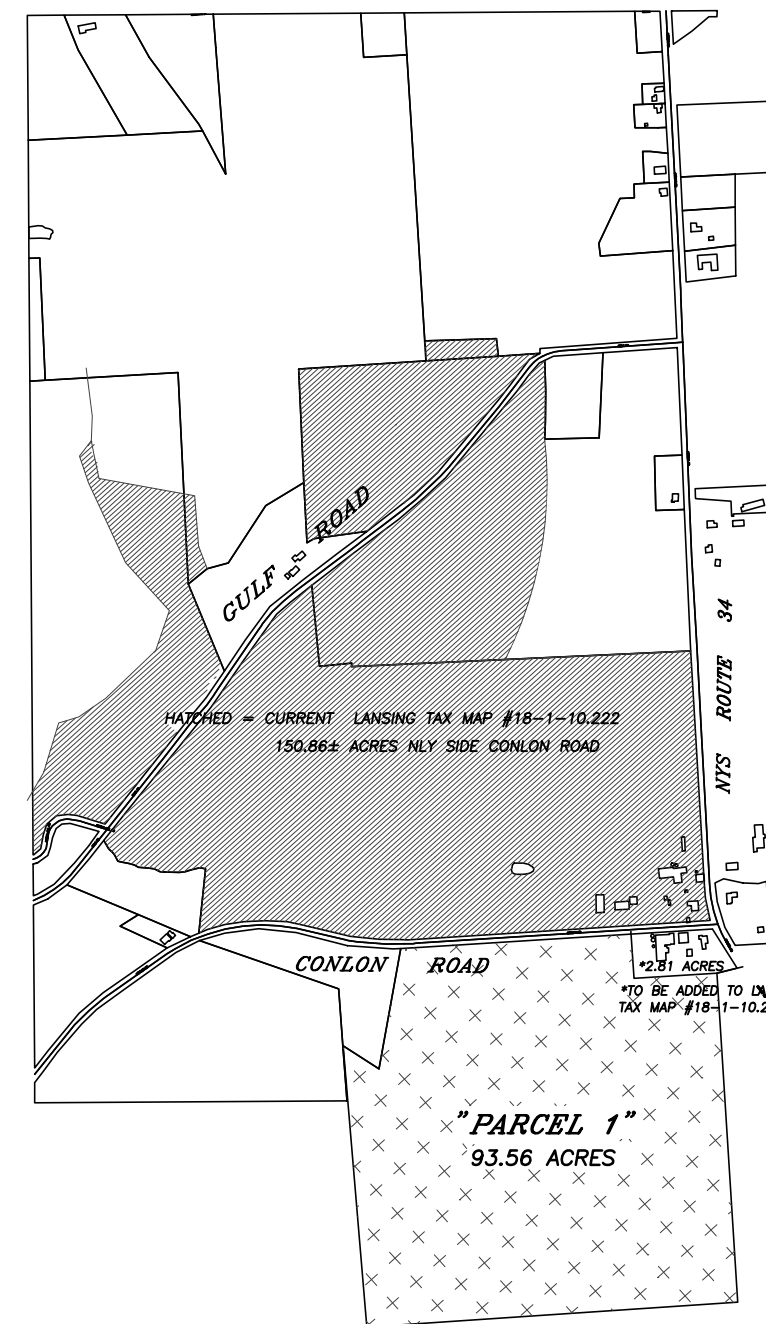 GULF ROAD
NYS ROUTE 34
HATCHED = CURRENT LANSING TAX MAP #18-1-10.222
150.86± ACRES NLY SIDE CONLON ROAD
CONLON ROAD
*2.81 ACRES
*TO BE ADDED TO
TAX MAP #18-1-10.2
"PARCEL 1"
93.56 ACRES